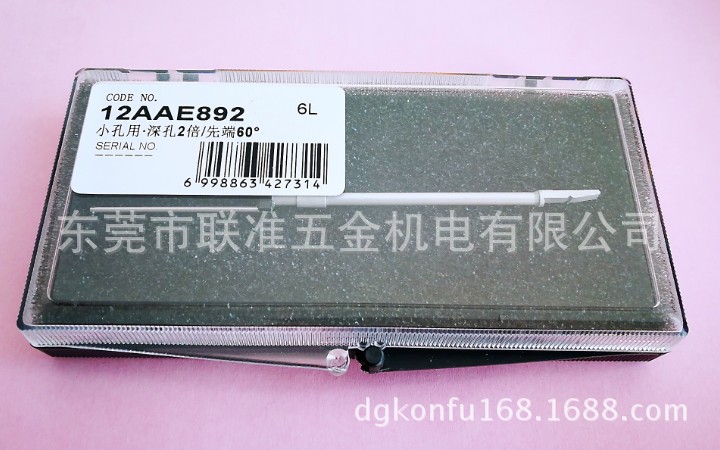 CODE NO.
12AAE892
6L
小孔用·深孔2倍/先端60°
SERIAL NO.
6 998863 427314
东莞市联准五金机电有限公司
dgkonfu168.1688.com